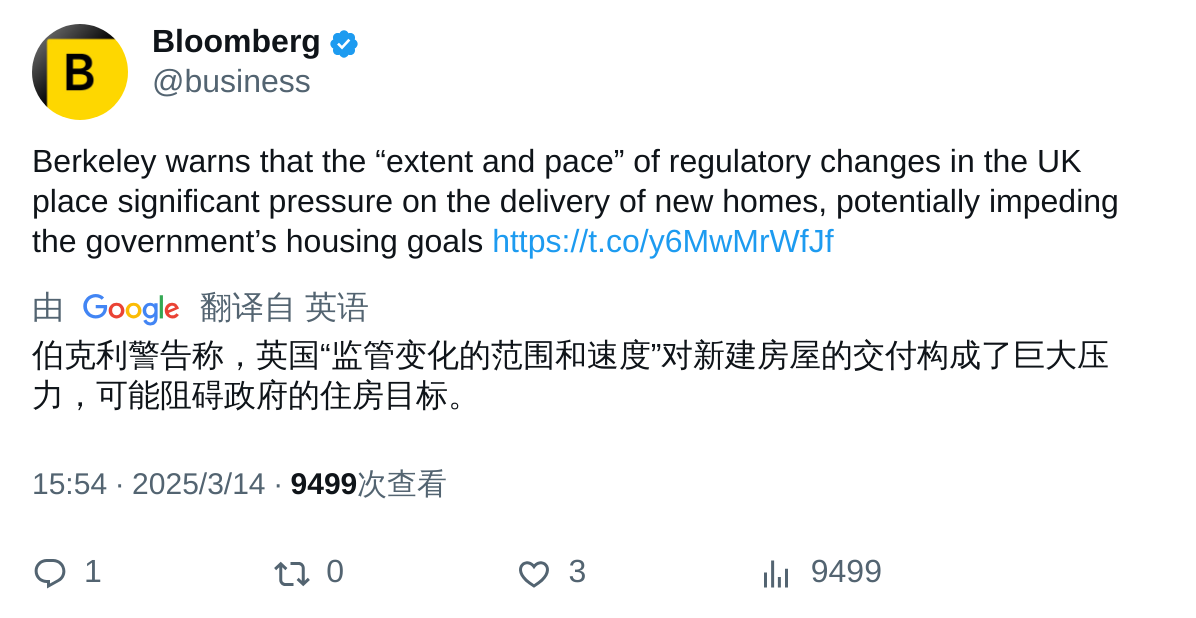 B
Bloomberg
@business
Berkeley warns that the “extent and pace” of regulatory changes in the UK
place significant pressure on the delivery of new homes, potentially impeding
the government’s housing goals https://t.co/y6MwMrWfJf
由 Google 翻译自 英语
伯克利警告称，英国“监管变化的范围和速度”对新建房屋的交付构成了巨大压
力，可能阻碍政府的住房目标。
15:54 · 2025/3/14 · 9499次查看
1 0 3 9499